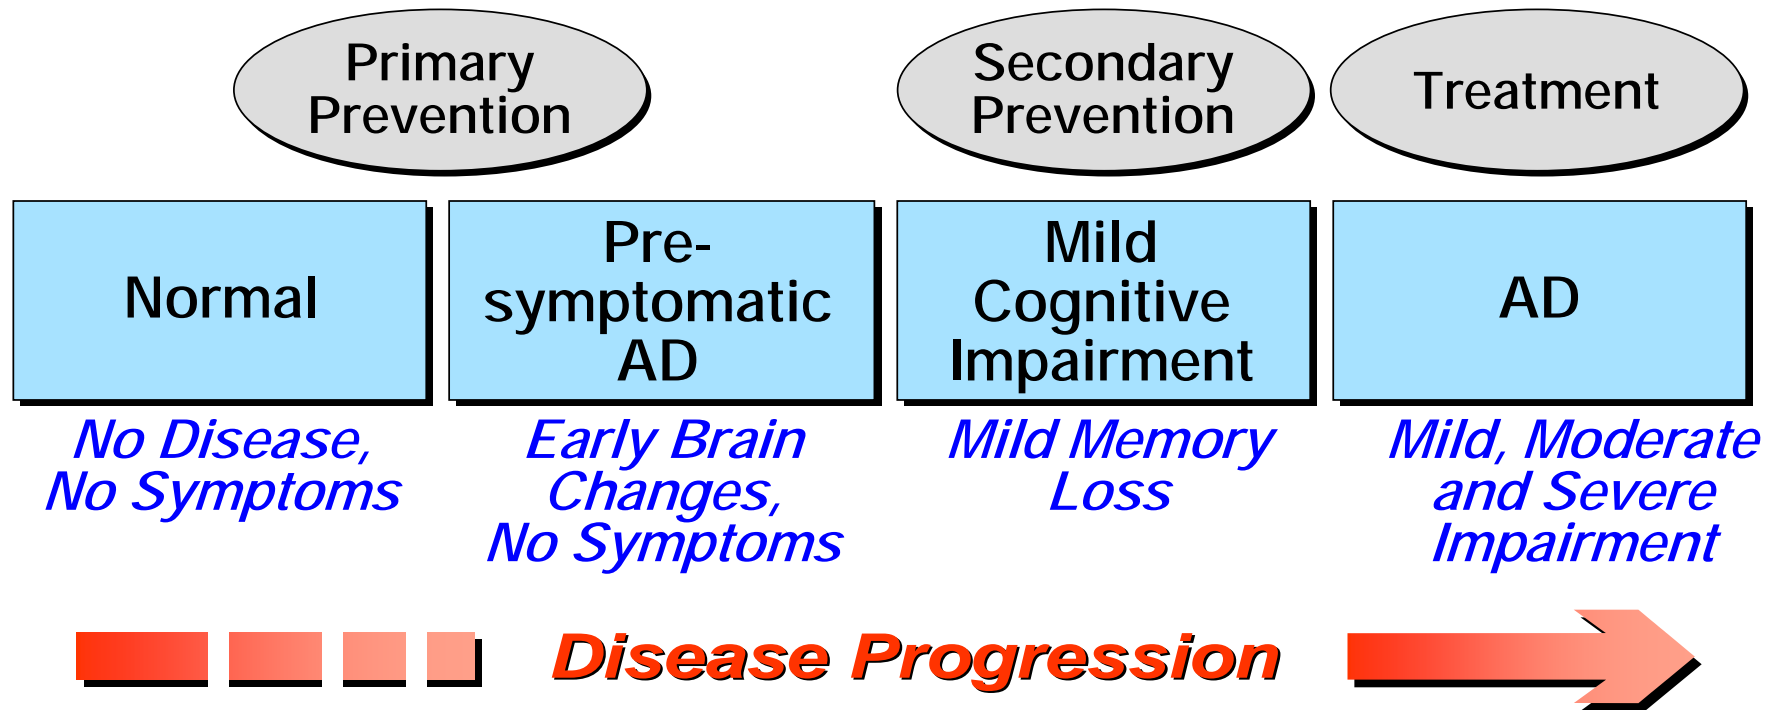 Primary
Prevention
Secondary
Prevention
Treatment
Normal
Pre-
symptomatic
AD
Mild
Cognitive
Impairment
AD
No Disease,
No Symptoms
Early Brain
Changes,
No Symptoms
Mild Memory
Loss
Mild, Moderate
and Severe
Impairment
Disease Progression